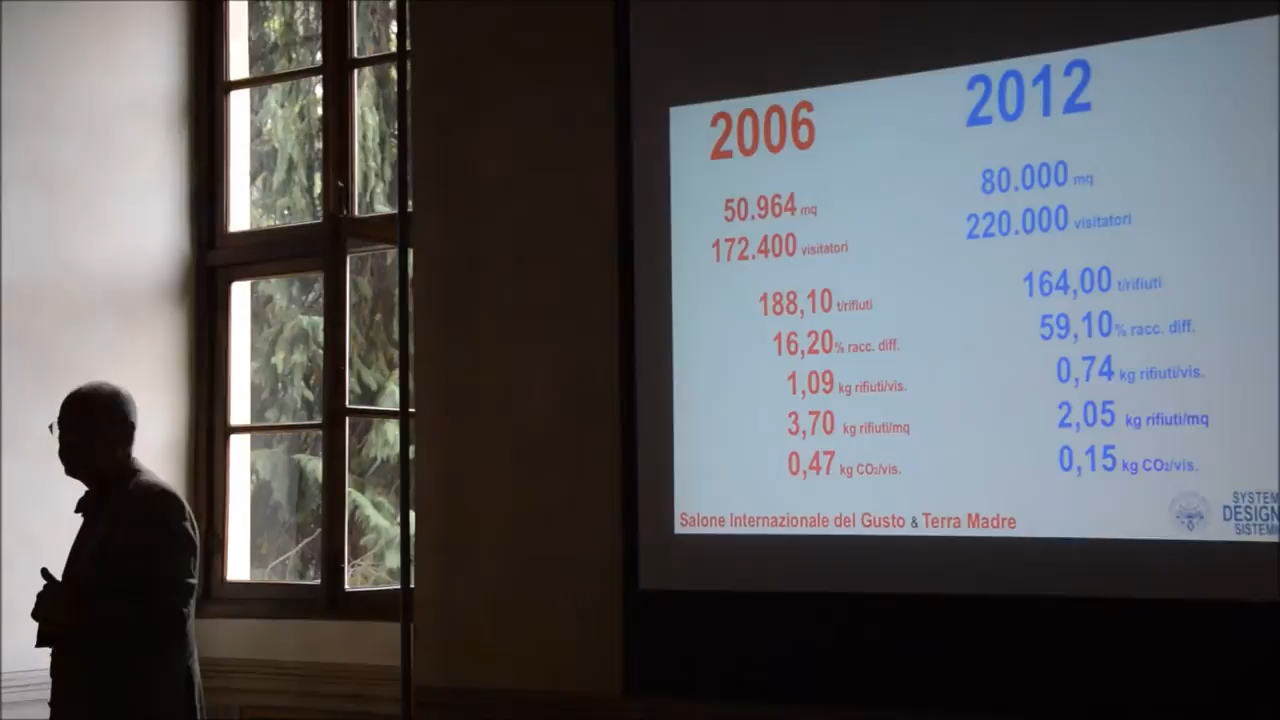 2006
50.964 mq
172.400 visitatori
188,10 t/rifiuti
16,20 % racc. diff.
1,09 kg rifiuti/vis.
3,70 kg rifiuti/mq
0,47 kg CO₂/vis.
2012
80.000 mq
220.000 visitatori
164,00 t/rifiuti
59,10 % racc. diff.
0,74 kg rifiuti/vis.
2,05 kg rifiuti/mq
0,15 kg CO₂/vis.
Salone Internazionale del Gusto & Terra Madre
SYSTEM
DESIGN
SISTEM